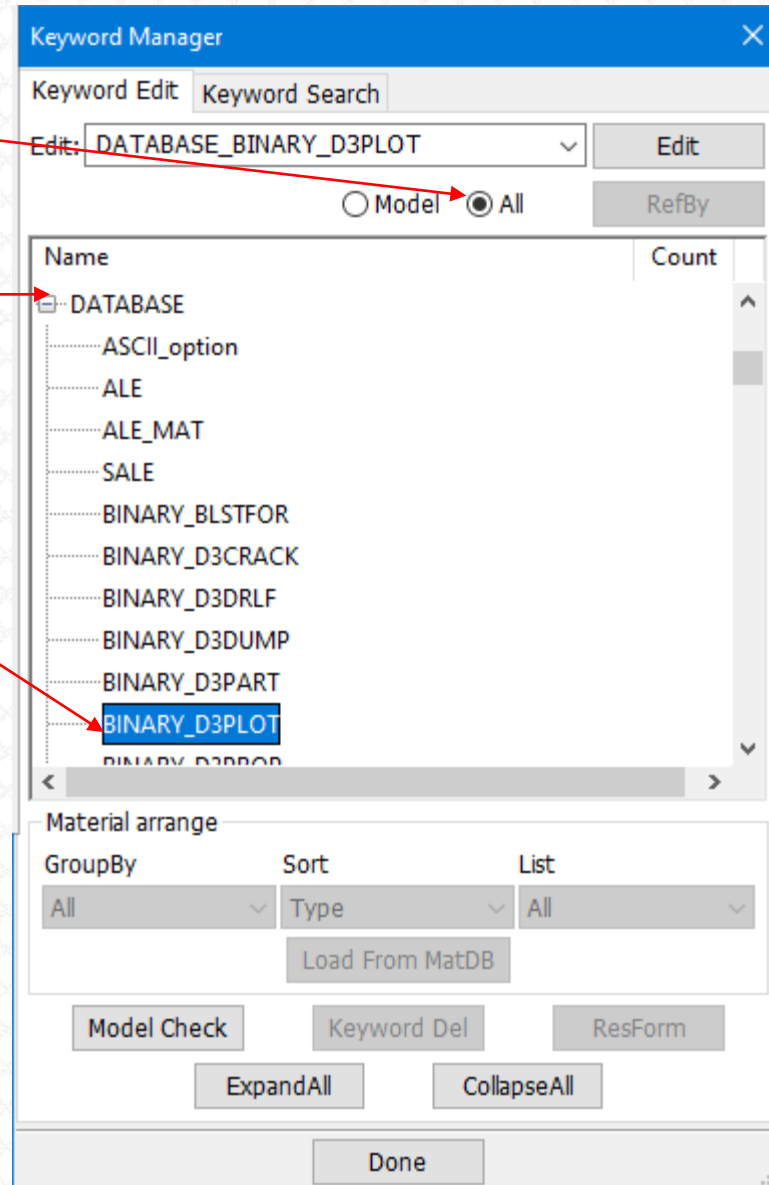 Keyword Manager
Keyword Edit Keyword Search
Edit: DATABASE_BINARY_D3PLOT Edit
Model All RefBy
Name Count
DATABASE
ASCII_option
ALE
ALE_MAT
SALE
BINARY_BLSTFOR
BINARY_D3CRACK
BINARY_D3DRLF
BINARY_D3DUMP
BINARY_D3PART
BINARY_D3PLOT
BINARY_D3PROP
Material arrange
GroupBy Sort List
All Type All
Load From MatDB
Model Check Keyword Del ResForm
ExpandAll CollapseAll
Done